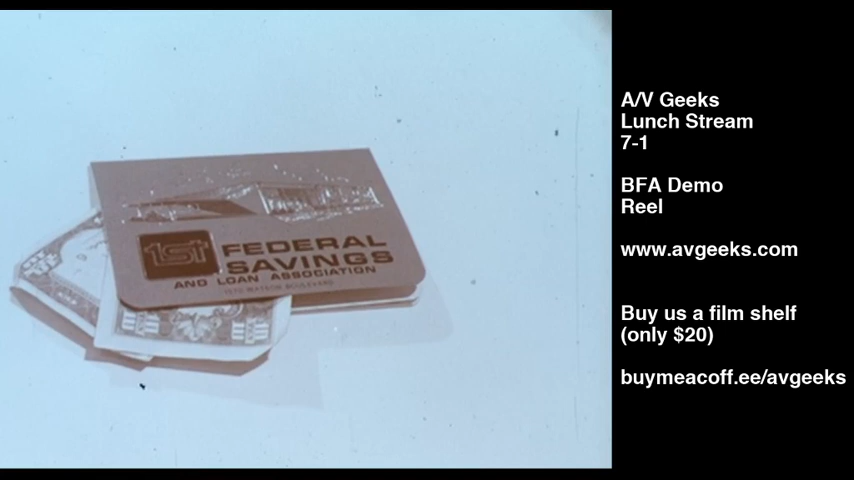 1st
FEDERAL
SAVINGS
AND LOAN ASSOCIATION
A/V Geeks
Lunch Stream
7-1
BFA Demo
Reel
www.avgeeks.com
Buy us a film shelf
(only $20)
buymeacoff.ee/avgeeks